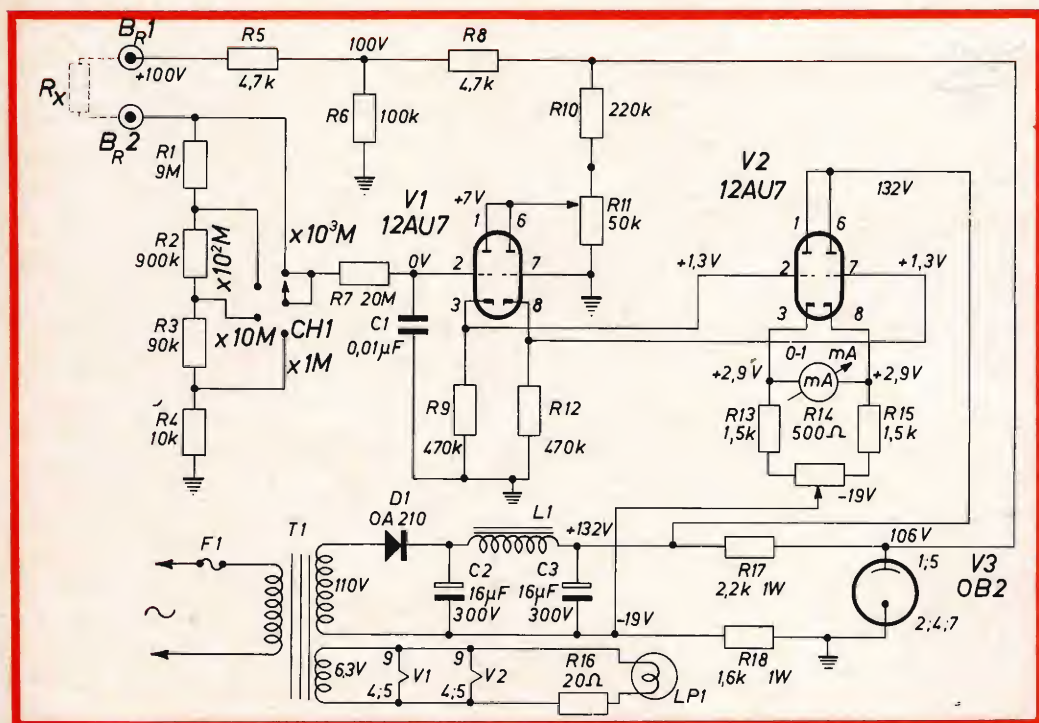 BR1
+100V
RX
BR2
R5
4,7k
100V
R6
100k
R8
4,7k
R10
220k
R11
50k
R1
9M
R2
900k
R3
90k
R4
10k
x10²M
x10³M
x10M
CH1
x1M
R7 20M
C1
0,01µF
0V
V1
12AU7
+7V
1
6
2
7
3
8
R9
470k
R12
470k
V2
12AU7
132V
1
6
+1,3V
2
7
+1,3V
3
8
0-1 mA
+2,9V
mA
+2,9V
R13
1,5k
R14
500Ω
R15
1,5k
-19V
F1
T1
110V
D1
OA 210
L1
+132V
C2
16µF
300V
C3
16µF
300V
-19V
R17
2,2k 1W
106V
V3
OB2
1;5
2;4;7
R18
1,6k 1W
6,3V
9
V1
4;5
9
V2
4;5
R16
20Ω
LP1